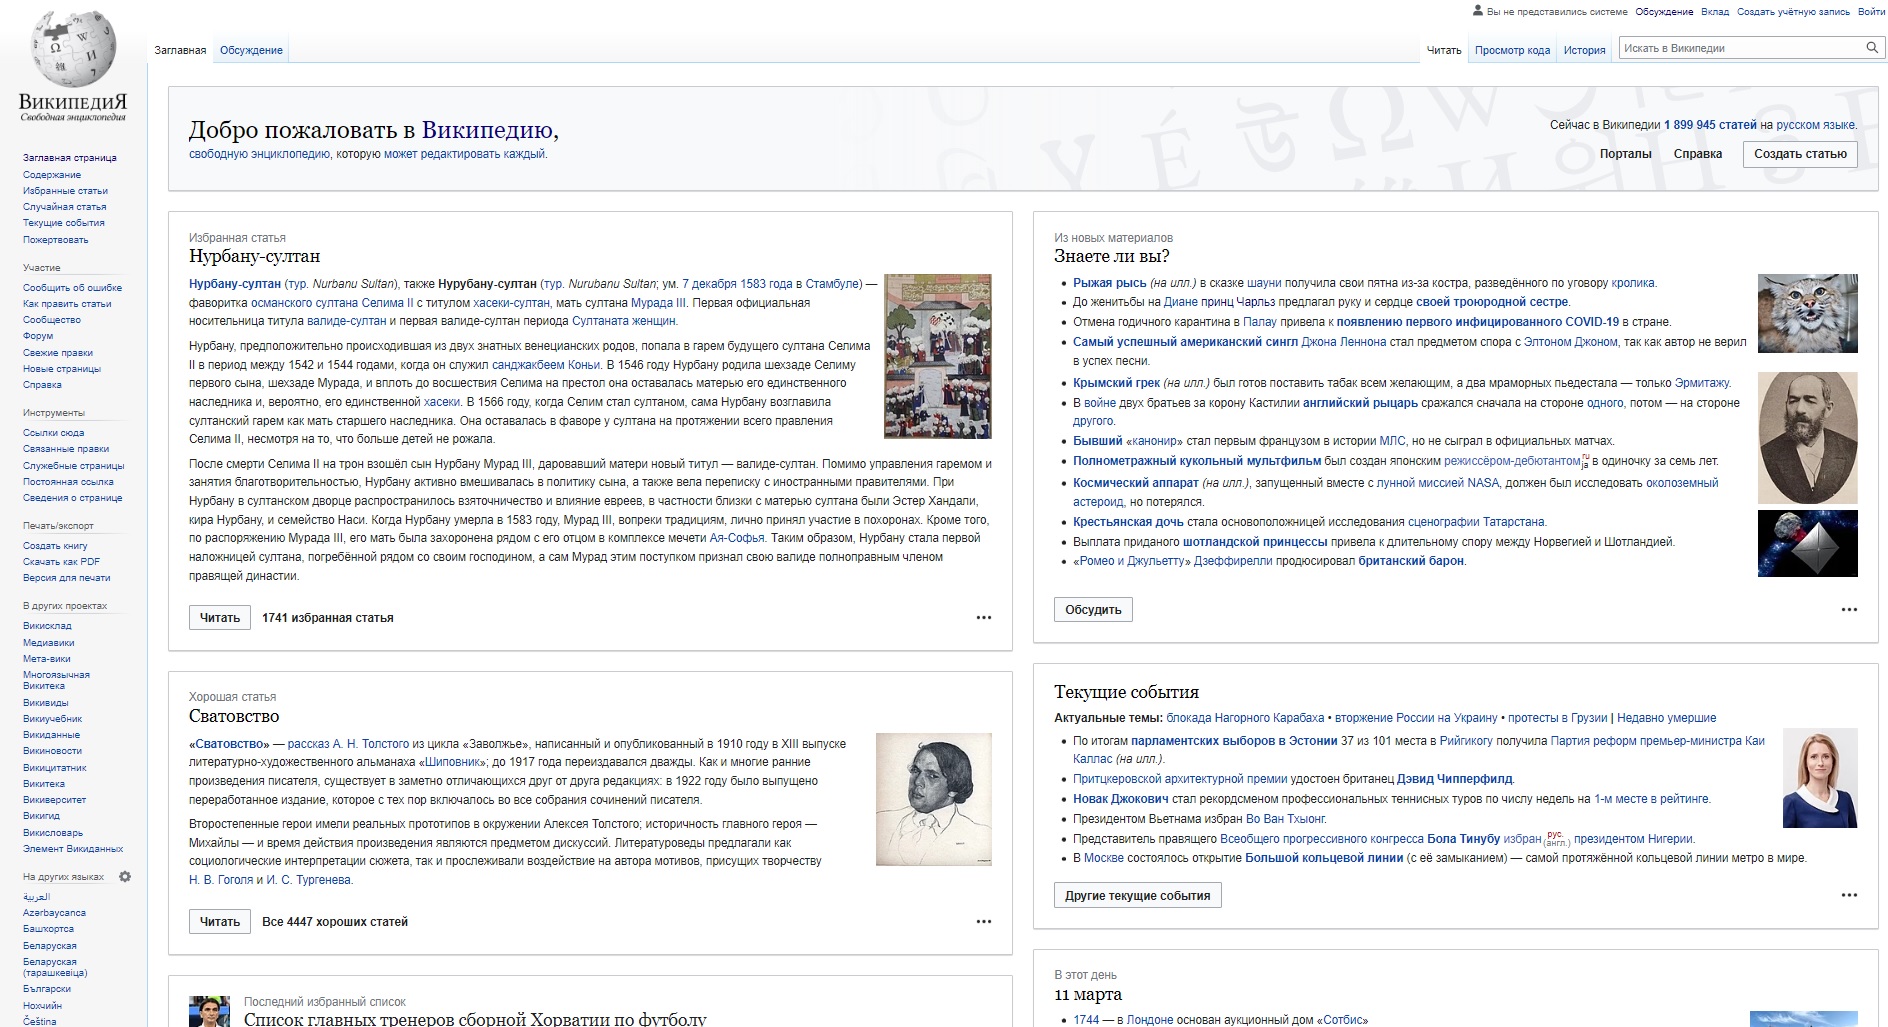 Вы не представились системе Обсуждение Вклад Создать учётную запись Войти
Заглавная Обсуждение
Читать Просмотр кода История Искать в Википедии
ВикипедиЯ
Свободная энциклопедия
Заглавная страница
Содержание
Избранные статьи
Случайная статья
Текущие события
Пожертвовать
Участие
Сообщить об ошибке
Как править статьи
Сообщество
Форум
Свежие правки
Новые страницы
Справка
Инструменты
Ссылки сюда
Связанные правки
Служебные страницы
Постоянная ссылка
Сведения о странице
Печать/экспорт
Создать книгу
Скачать как PDF
Версия для печати
В других проектах
Викисклад
Медиавики
Мета-вики
Многоязычная
Викитека
Викивиды
Викиучебник
Викиданные
Викиновости
Викицитатник
Викитека
Викиверситет
Викигид
Викисловарь
Элемент Викиданных
На других языках
العربية
Azərbaycanca
Башҡортса
Беларуская
Беларуская
(тарашкевіца)
Български
Нохчийн
Čeština
Добро пожаловать в Википедию,
свободную энциклопедию, которую может редактировать каждый.
Сейчас в Википедии 1 899 945 статей на русском языке.
Порталы Справка Создать статью
Избранная статья
Нурбану-султан
Нурбану-султан (тур. Nurbanu Sultan), также Нурубану-султан (тур. Nurubanu Sultan; ум. 7 декабря 1583 года в Стамбуле) —
фаворитка османского султана Селима II с титулом хасеки-султан, мать султана Мурада III. Первая официальная
носительница титула валиде-султан и первая валиде-султан периода Султаната женщин.
Нурбану, предположительно происходившая из двух знатных венецианских родов, попала в гарем будущего султана Селима
II в период между 1542 и 1544 годами, когда он служил санджакбеем Коньи. В 1546 году Нурбану родила шехзаде Селиму
первого сына, шехзаде Мурада, и вплоть до восшествия Селима на престол она оставалась матерью его единственного
наследника и, вероятно, его единственной хасеки. В 1566 году, когда Селим стал султаном, сама Нурбану возглавила
султанский гарем как мать старшего наследника. Она оставалась в фаворе у султана на протяжении всего правления
Селима II, несмотря на то, что больше детей не рожала.
После смерти Селима II на трон взошёл сын Нурбану Мурад III, даровавший матери новый титул — валиде-султан. Помимо управления гаремом и
занятия благотворительностью, Нурбану активно вмешивалась в политику сына, а также вела переписку с иностранными правителями. При
Нурбану в султанском дворце распространилось взяточничество и влияние евреев, в частности близки с матерью султана были Эстер Хандали,
кира Нурбану, и семейство Наси. Когда Нурбану умерла в 1583 году, Мурад III, вопреки традициям, лично принял участие в похоронах. Кроме того,
по распоряжению Мурада III, его мать была захоронена рядом с его отцом в комплексе мечети Ая-Софья. Таким образом, Нурбану стала первой
наложницей султана, погребённой рядом со своим господином, а сам Мурад этим поступком признал свою валиде полноправным членом
правящей династии.
Читать 1741 избранная статья
Хорошая статья
Сватовство
«Сватовство» — рассказ А. Н. Толстого из цикла «Заволжье», написанный и опубликованный в 1910 году в XIII выпуске
литературно-художественного альманаха «Шиповник»; до 1917 года переиздавался дважды. Как и многие ранние
произведения писателя, существует в заметно отличающихся друг от друга редакциях: в 1922 году было выпущено
переработанное издание, которое с тех пор включалось во все собрания сочинений писателя.
Второстепенные герои имели реальных прототипов в окружении Алексея Толстого; историчность главного героя —
Михайлы — и время действия произведения являются предметом дискуссий. Литературоведы предлагали как
социологические интерпретации сюжета, так и прослеживали воздействие на автора мотивов, присущих творчеству
Н. В. Гоголя и И. С. Тургенева.
Читать Все 4447 хороших статей
Последний избранный список
Список главных тренеров сборной Хорватии по футболу
Из новых материалов
Знаете ли вы?
Рыжая рысь (на илл.) в сказке шауни получила свои пятна из-за костра, разведённого по уговору кролика.
До женитьбы на Диане принц Чарльз предлагал руку и сердце своей троюродной сестре.
Отмена годичного карантина в Палау привела к появлению первого инфицированного COVID-19 в стране.
Самый успешный американский сингл Джона Леннона стал предметом спора с Элтоном Джоном, так как автор не верил
в успех песни.
Крымский грек (на илл.) был готов поставить табак всем желающим, а два мраморных пьедестала — только Эрмитажу.
В войне двух братьев за корону Кастилии английский рыцарь сражался сначала на стороне одного, потом — на стороне
другого.
Бывший «канонир» стал первым французом в истории МЛС, но не сыграл в официальных матчах.
Полнометражный кукольный мультфильм был создан японским режиссёром-дебютантом ru ja в одиночку за семь лет.
Космический аппарат (на илл.), запущенный вместе с лунной миссией NASA, должен был исследовать околоземный
астероид, но потерялся.
Крестьянская дочь стала основоположницей исследования сценографии Татарстана.
Выплата приданого шотландской принцессы привела к длительному спору между Норвегией и Шотландией.
«Ромео и Джульетту» Дзеффирелли продюсировал британский барон.
Обсудить
Текущие события
Актуальные темы: блокада Нагорного Карабаха • вторжение России на Украину • протесты в Грузии | Недавно умершие
По итогам парламентских выборов в Эстонии 37 из 101 места в Рийгикогу получила Партия реформ премьер-министра Каи
Каллас (на илл.).
Притцкеровской архитектурной премии удостоен британец Дэвид Чипперфилд.
Новак Джокович стал рекордсменом профессиональных теннисных туров по числу недель на 1-м месте в рейтинге.
Президентом Вьетнама избран Во Ван Тхыонг.
Представитель правящего Всеобщего прогрессивного конгресса Бола Тинубу избран рус. (англ.) президентом Нигерии.
В Москве состоялось открытие Большой кольцевой линии (с её замыканием) — самой протяжённой кольцевой линии метро в мире.
Другие текущие события
В этот день
11 марта
1744 — в Лондоне основан аукционный дом «Сотбис»